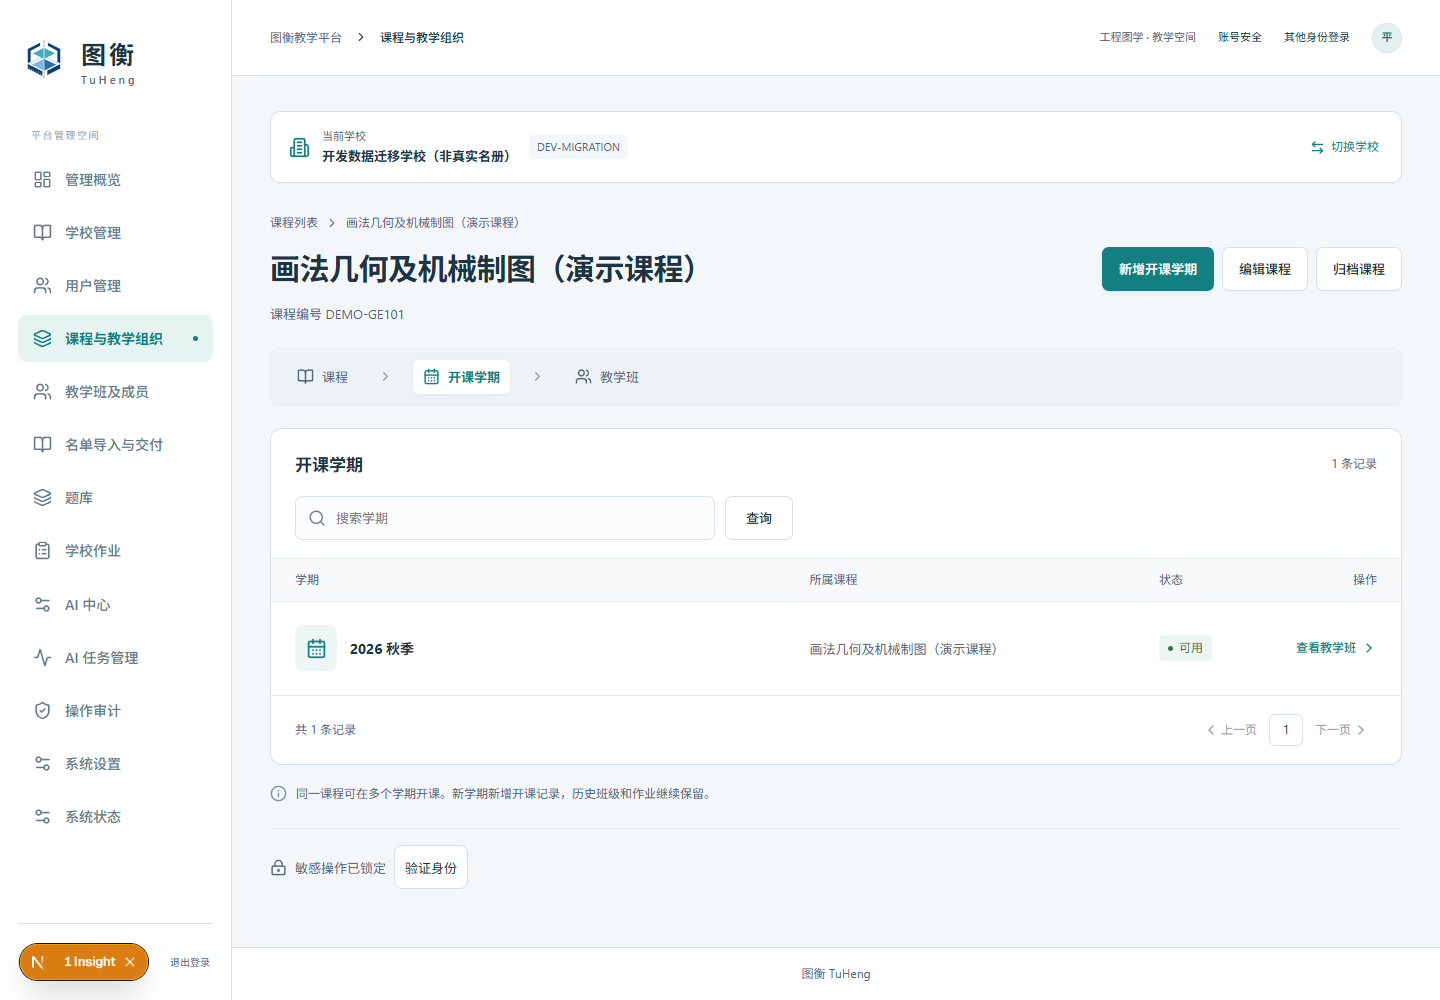 图衡
TuHeng
平台管理空间
管理概览
学校管理
用户管理
课程与教学组织
教学班及成员
名单导入与交付
题库
学校作业
AI 中心
AI 任务管理
操作审计
系统设置
系统状态
1 Insight
退出登录
图衡教学平台 课程与教学组织
工程图学 · 教学空间 账号安全 其他身份登录 平
当前学校
开发数据迁移学校（非真实名册） DEV-MIGRATION
切换学校
课程列表 画法几何及机械制图（演示课程）
画法几何及机械制图（演示课程）
新增开课学期 编辑课程 归档课程
课程编号 DEMO-GE101
课程 开课学期 教学班
开课学期
1 条记录
搜索学期 查询
学期 所属课程 状态 操作
2026 秋季 画法几何及机械制图（演示课程） 可用 查看教学班
共 1 条记录 上一页 1 下一页
同一课程可在多个学期开课。新学期新增开课记录，历史班级和作业继续保留。
敏感操作已锁定 验证身份
图衡 TuHeng